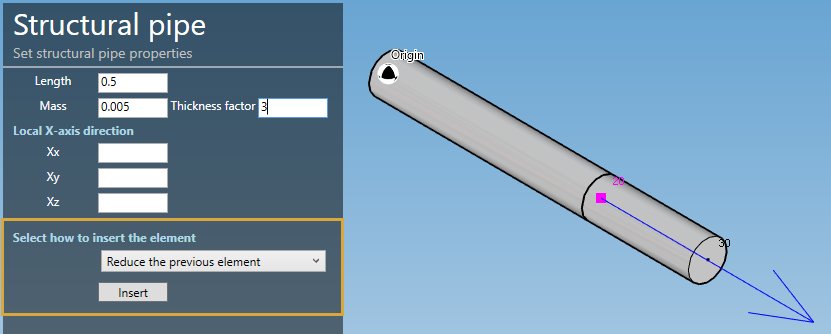 Structural pipe
Set structural pipe properties
Length 0.5
Mass 0.005 Thickness factor 3
Local X-axis direction
Xx
Xy
Xz
Select how to insert the element
Reduce the previous element
Insert
Origin
20
30